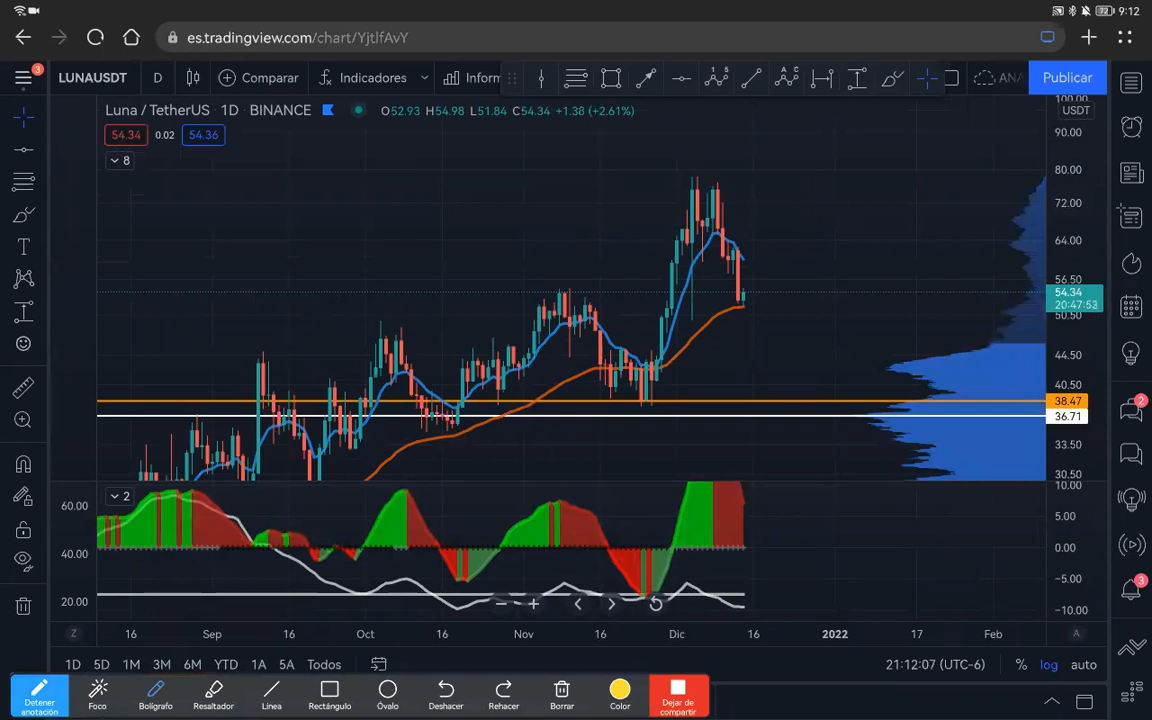 72 9:12
es.tradingview.com/chart/YjtlfAvY
3 LUNAUSDT D Comparar Indicadores Inform Publicar
Luna / TetherUS · 1D · BINANCE O52.93 H54.98 L51.84 C54.34 +1.38 (+2.61%)
54.34 0.02 54.36
8
100.00
USDT
90.00
80.00
72.00
64.00
56.50
54.34
20:47:53
50.50
44.50
40.50
38.47
36.71
33.50
30.50
2
60.00
40.00
20.00
10.00
5.00
0.00
−5.00
−10.00
2
3
Z 16 Sep 16 Oct 16 Nov 16 Dic 16 2022 17 Feb A
1D 5D 1M 3M 6M YTD 1A 5A Todos 21:12:07 (UTC-6) % log auto
Detener anotación
Foco
Bolígrafo
Resaltador
Línea
Rectángulo
Óvalo
Deshacer
Rehacer
Borrar
Color
Dejar de compartir